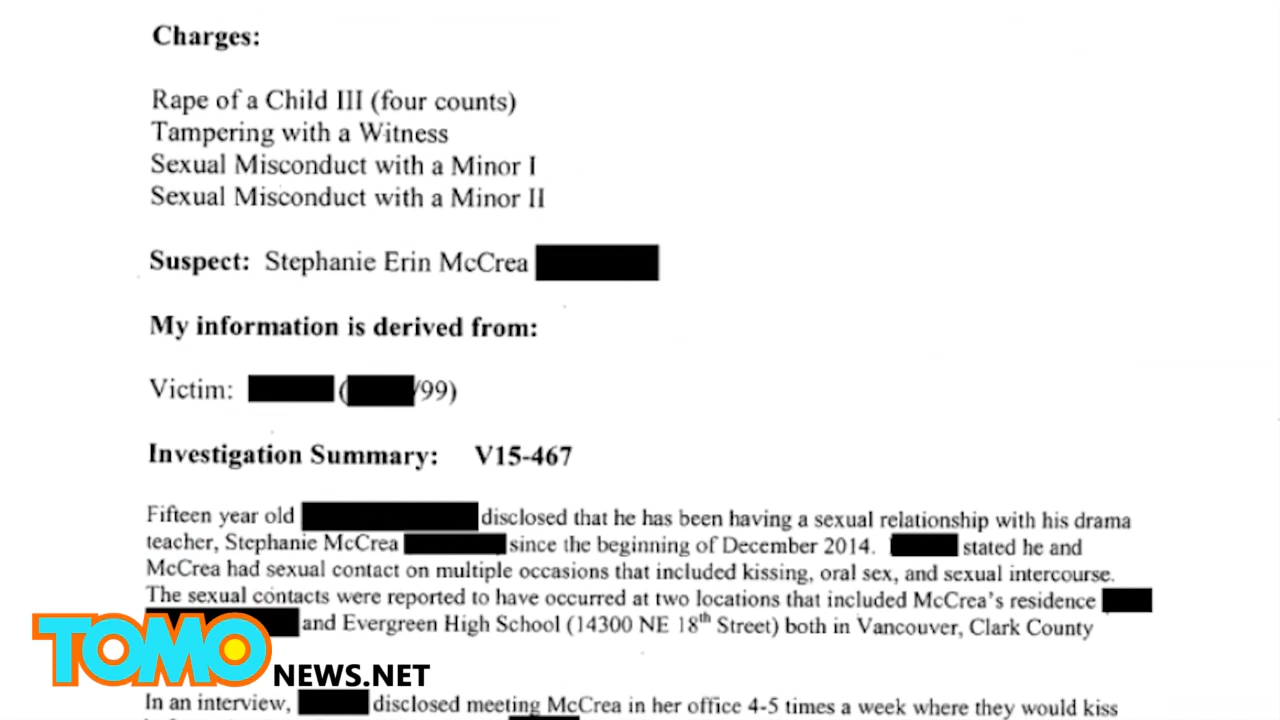 Charges:
Rape of a Child III (four counts)
Tampering with a Witness
Sexual Misconduct with a Minor I
Sexual Misconduct with a Minor II
Suspect: Stephanie Erin McCrea
My information is derived from:
Victim: ( /99)
Investigation Summary: V15-467
Fifteen year old disclosed that he has been having a sexual relationship with his drama
teacher, Stephanie McCrea since the beginning of December 2014. stated he and
McCrea had sexual contact on multiple occasions that included kissing, oral sex, and sexual intercourse.
The sexual contacts were reported to have occurred at two locations that included McCrea's residence
and Evergreen High School (14300 NE 18th Street) both in Vancouver, Clark County
TOMO
NEWS.NET
In an interview, disclosed meeting McCrea in her office 4-5 times a week where they would kiss